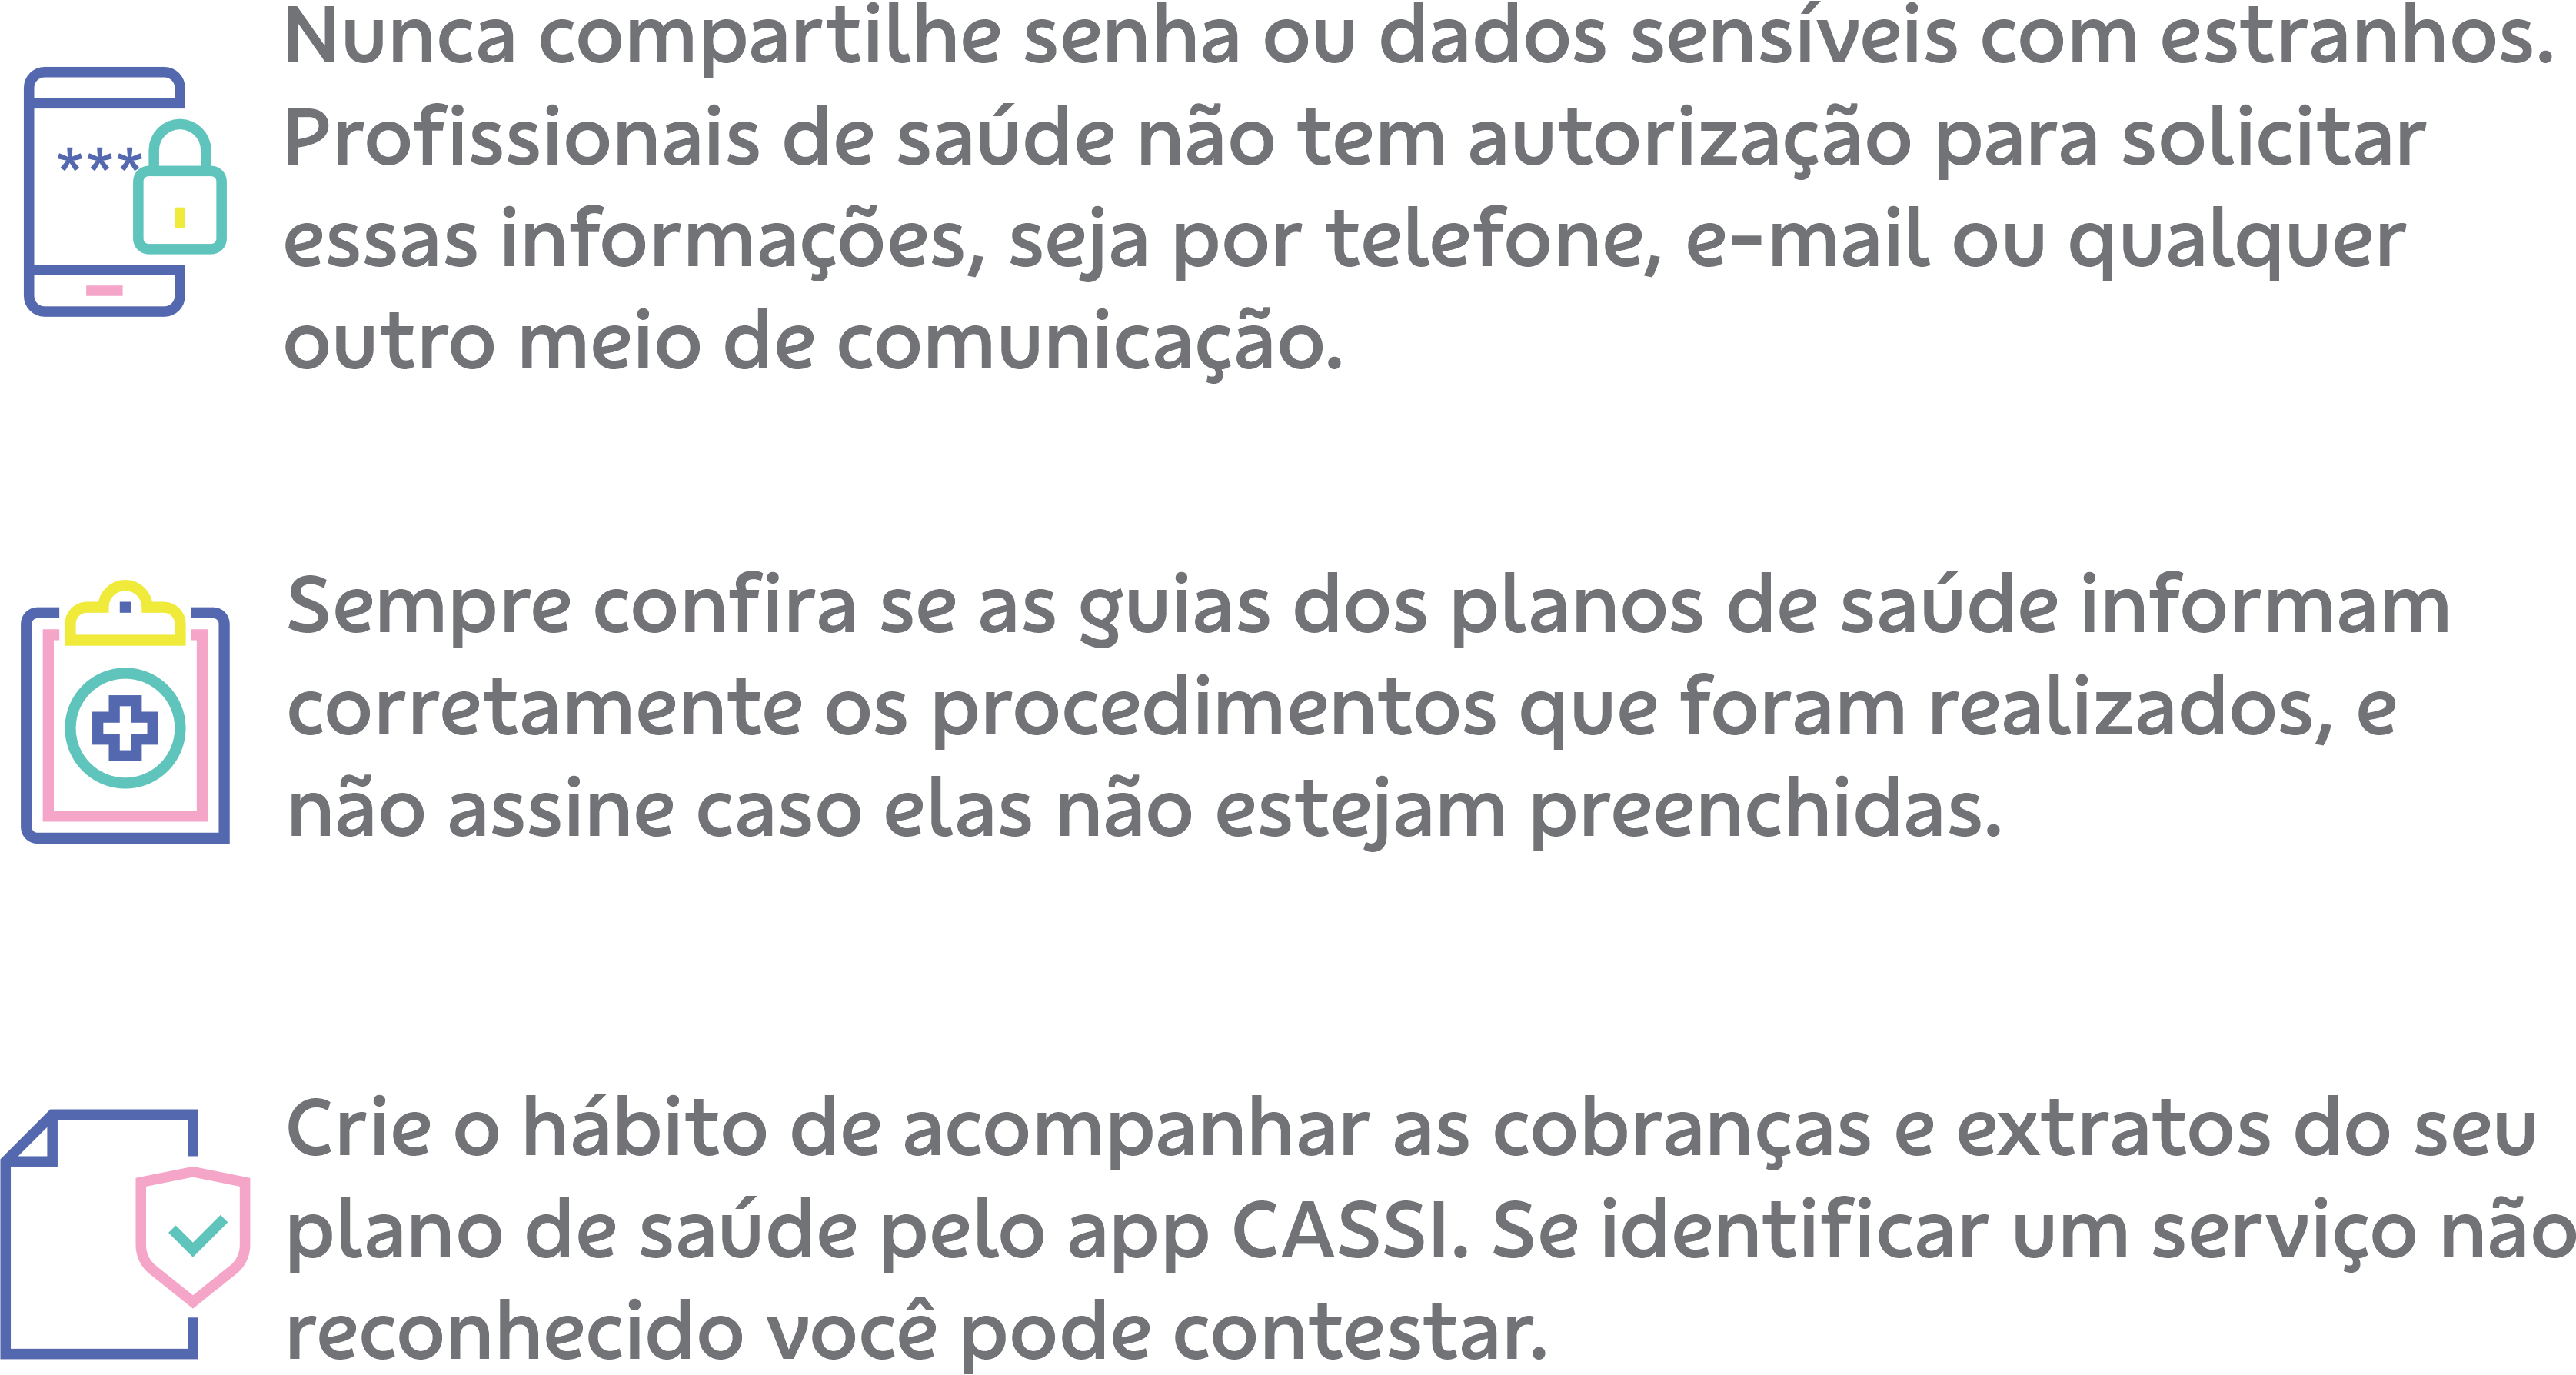 Nunca compartilhe senha ou dados sensíveis com estranhos.
Profissionais de saúde não tem autorização para solicitar
essas informações, seja por telefone, e-mail ou qualquer
outro meio de comunicação.
***
Sempre confira se as guias dos planos de saúde informam
corretamente os procedimentos que foram realizados, e
não assine caso elas não estejam preenchidas.
Crie o hábito de acompanhar as cobranças e extratos do seu
plano de saúde pelo app CASSI. Se identificar um serviço não
reconhecido você pode contestar.